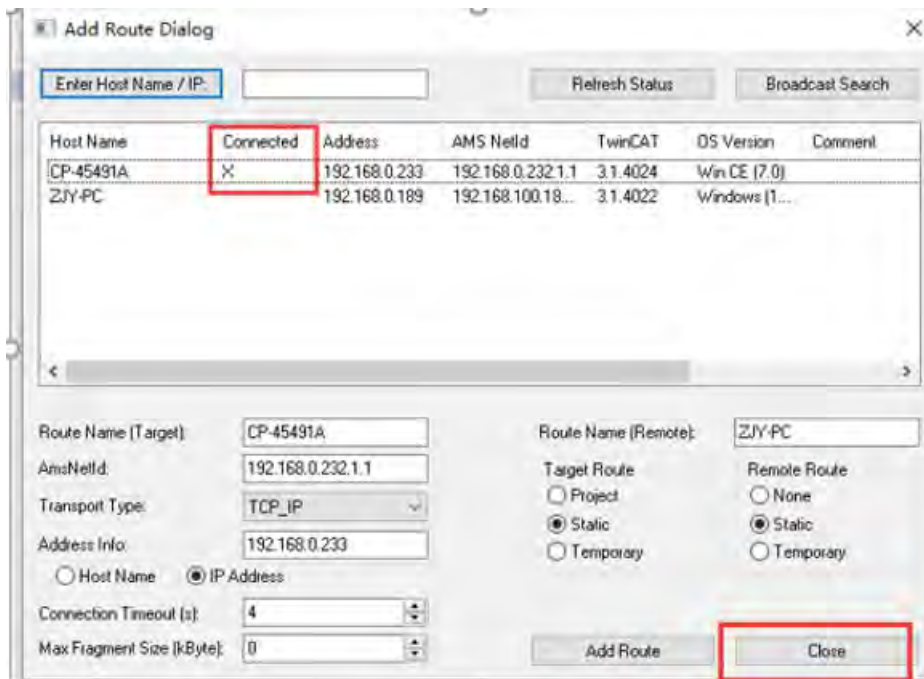 Add Route Dialog
Enter Host Name / IP: Refresh Status Broadcast Search
Host Name Connected Address AMS NetId TwinCAT OS Version Comment
CP-45491A X 192.168.0.233 192.168.0.232.1.1 3.1.4024 Win CE (7.0)
ZJY-PC 192.168.0.189 192.168.100.18... 3.1.4022 Windows (1...
Route Name (Target): CP-45491A Route Name (Remote): ZJY-PC
AmsNetId: 192.168.0.232.1.1 Target Route Remote Route
Transport Type: TCP_IP Project None
Address Info: 192.168.0.233 Static Static
Host Name IP Address Temporary Temporary
Connection Timeout (s): 4
Max Fragment Size (kByte): 0 Add Route Close